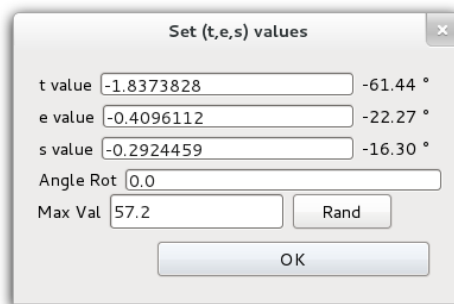 Set (t,e,s) values
×
t value -1.8373828 -61.44 °
e value -0.4096112 -22.27 °
s value -0.2924459 -16.30 °
Angle Rot 0.0
Max Val 57.2 Rand
OK